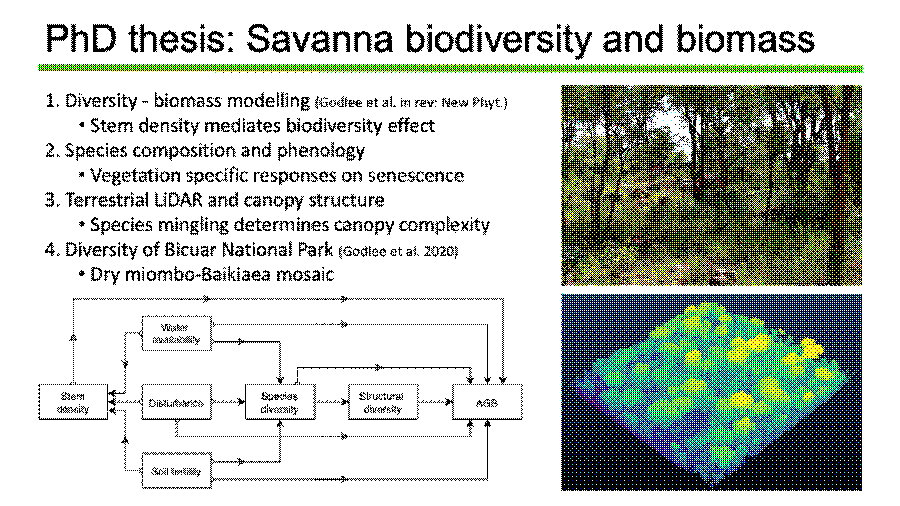 PhD thesis: Savanna biodiversity and biomass
1. Diversity - biomass modelling (Godlee et al. in rev: New Phyt.)
• Stem density mediates biodiversity effect
2. Species composition and phenology
• Vegetation specific responses on senescence
3. Terrestrial LiDAR and canopy structure
• Species mingling determines canopy complexity
4. Diversity of Bicuar National Park (Godlee et al. 2020)
• Dry miombo-Baikiaea mosaic
Water
availability
Stem
density
Disturbance
Species
diversity
Structural
diversity
AGB
Soil fertility